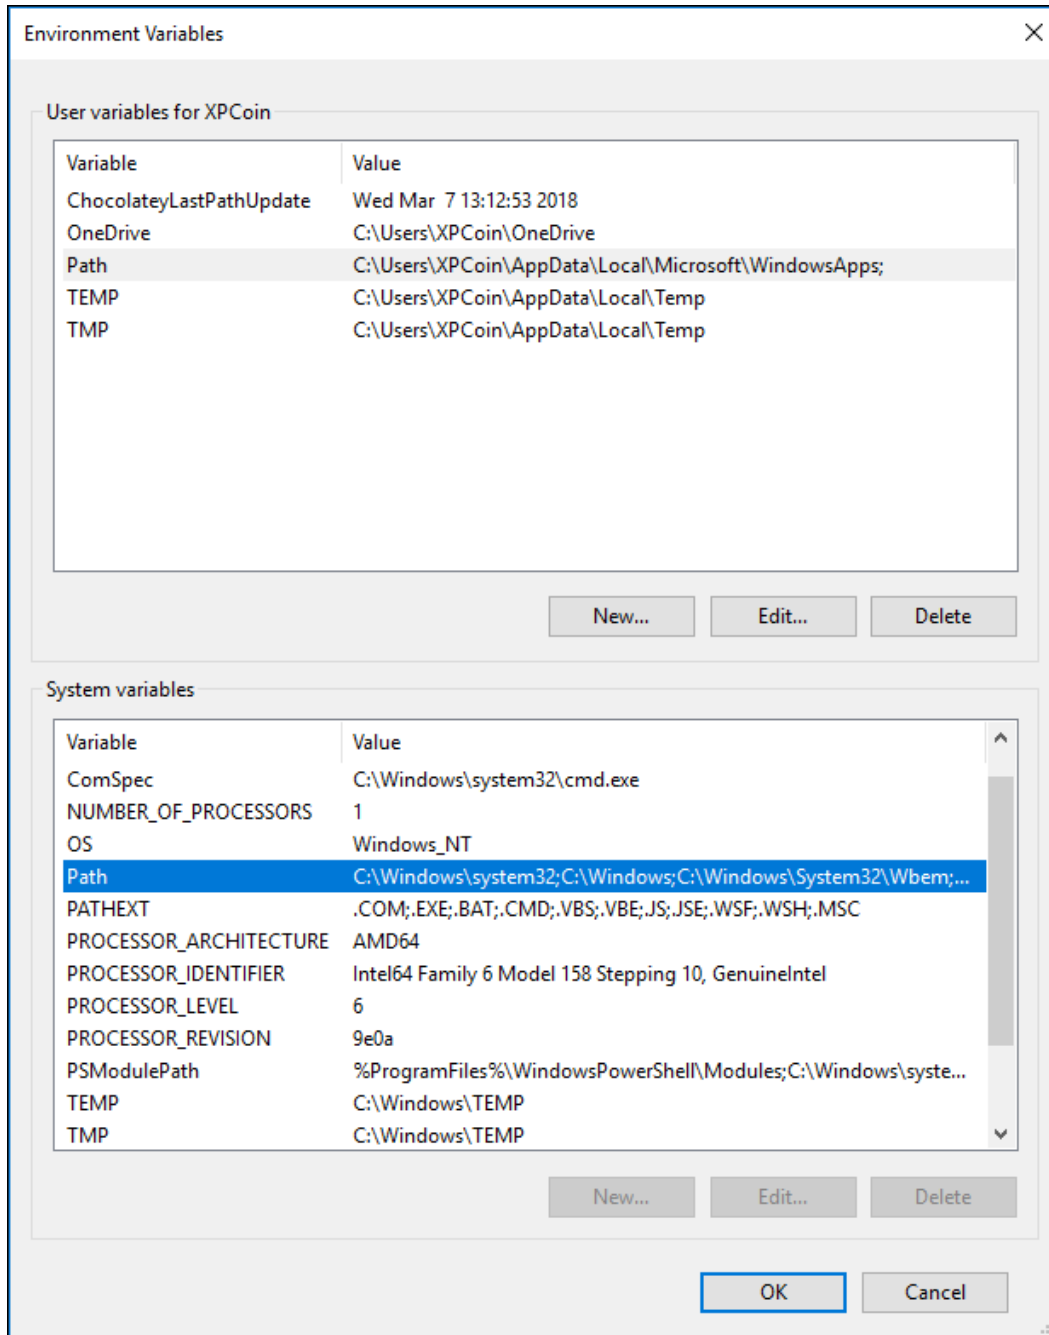 Environment Variables
User variables for XPCoin
Variable Value
ChocolateyLastPathUpdate Wed Mar  7 13:12:53 2018
OneDrive C:\Users\XPCoin\OneDrive
Path C:\Users\XPCoin\AppData\Local\Microsoft\WindowsApps;
TEMP C:\Users\XPCoin\AppData\Local\Temp
TMP C:\Users\XPCoin\AppData\Local\Temp
New... Edit... Delete
System variables
Variable Value
ComSpec C:\Windows\system32\cmd.exe
NUMBER_OF_PROCESSORS 1
OS Windows_NT
Path C:\Windows\system32;C:\Windows;C:\Windows\System32\Wbem;...
PATHEXT .COM;.EXE;.BAT;.CMD;.VBS;.VBE;.JS;.JSE;.WSF;.WSH;.MSC
PROCESSOR_ARCHITECTURE AMD64
PROCESSOR_IDENTIFIER Intel64 Family 6 Model 158 Stepping 10, GenuineIntel
PROCESSOR_LEVEL 6
PROCESSOR_REVISION 9e0a
PSModulePath %ProgramFiles%\WindowsPowerShell\Modules;C:\Windows\syste...
TEMP C:\Windows\TEMP
TMP C:\Windows\TEMP
New... Edit... Delete
OK Cancel